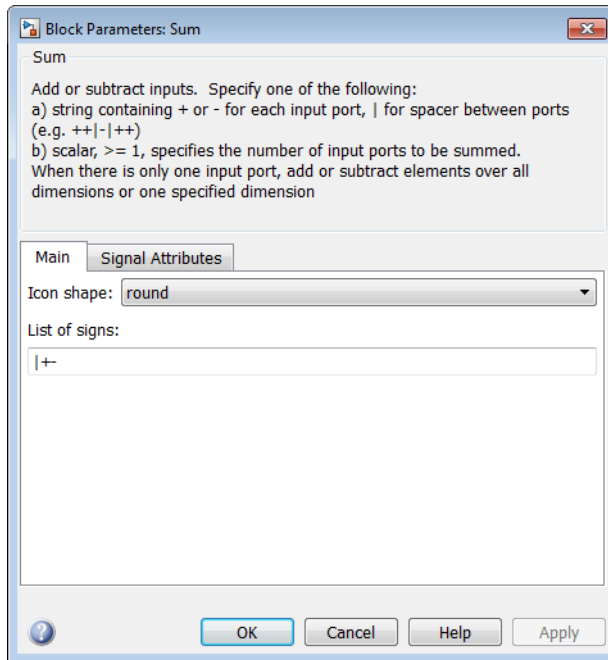 Block Parameters: Sum
Sum
Add or subtract inputs.  Specify one of the following:
a) string containing + or - for each input port, | for spacer between ports
(e.g. ++|-|++)
b) scalar, >= 1, specifies the number of input ports to be summed.
When there is only one input port, add or subtract elements over all
dimensions or one specified dimension
Main Signal Attributes
Icon shape: round
List of signs:
|+-
OK Cancel Help Apply